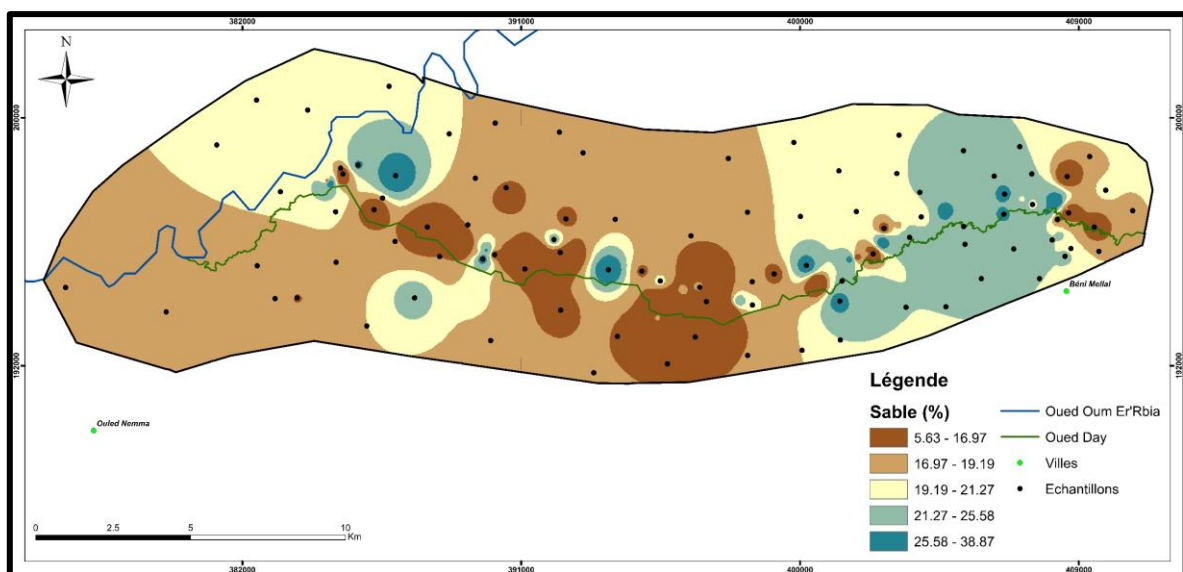 382000 391000 400000 409000
N
200000 200000
Béni Mellal
192000 192000
Ouled Nemma
Légende
Sable (%)
5.63 - 16.97
16.97 - 19.19
19.19 - 21.27
21.27 - 25.58
25.58 - 38.87
Oued Oum Er'Rbia
Oued Day
Villes
Echantillons
0 2.5 5 10
Km
382000 391000 400000 409000